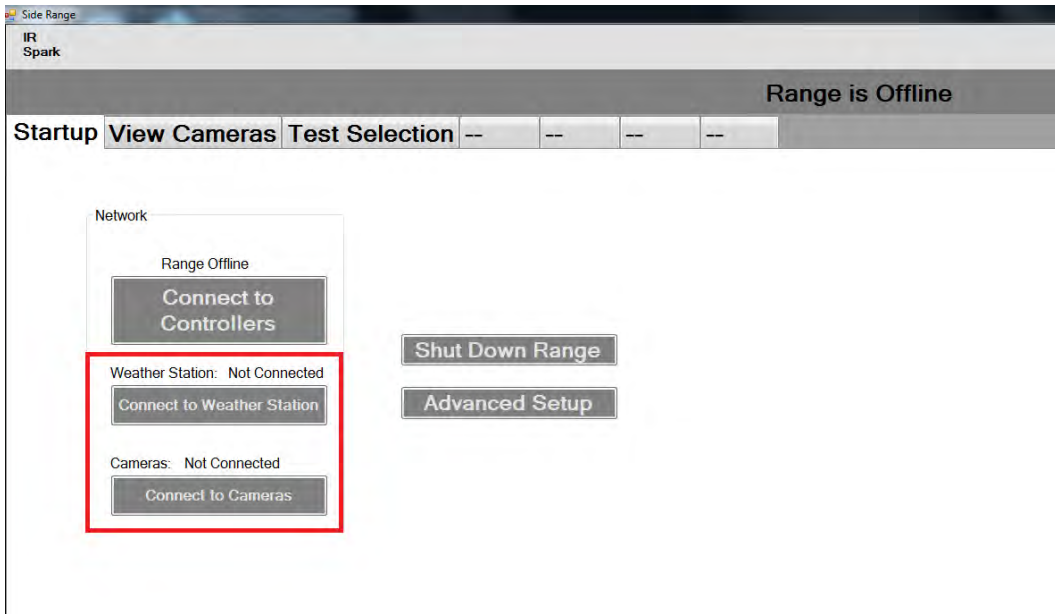 Side Range
IR
Spark
Range is Offline
Startup View Cameras Test Selection -- -- -- --
Network
Range Offline
Connect to
Controllers
Shut Down Range
Weather Station: Not Connected
Connect to Weather Station
Advanced Setup
Cameras: Not Connected
Connect to Cameras